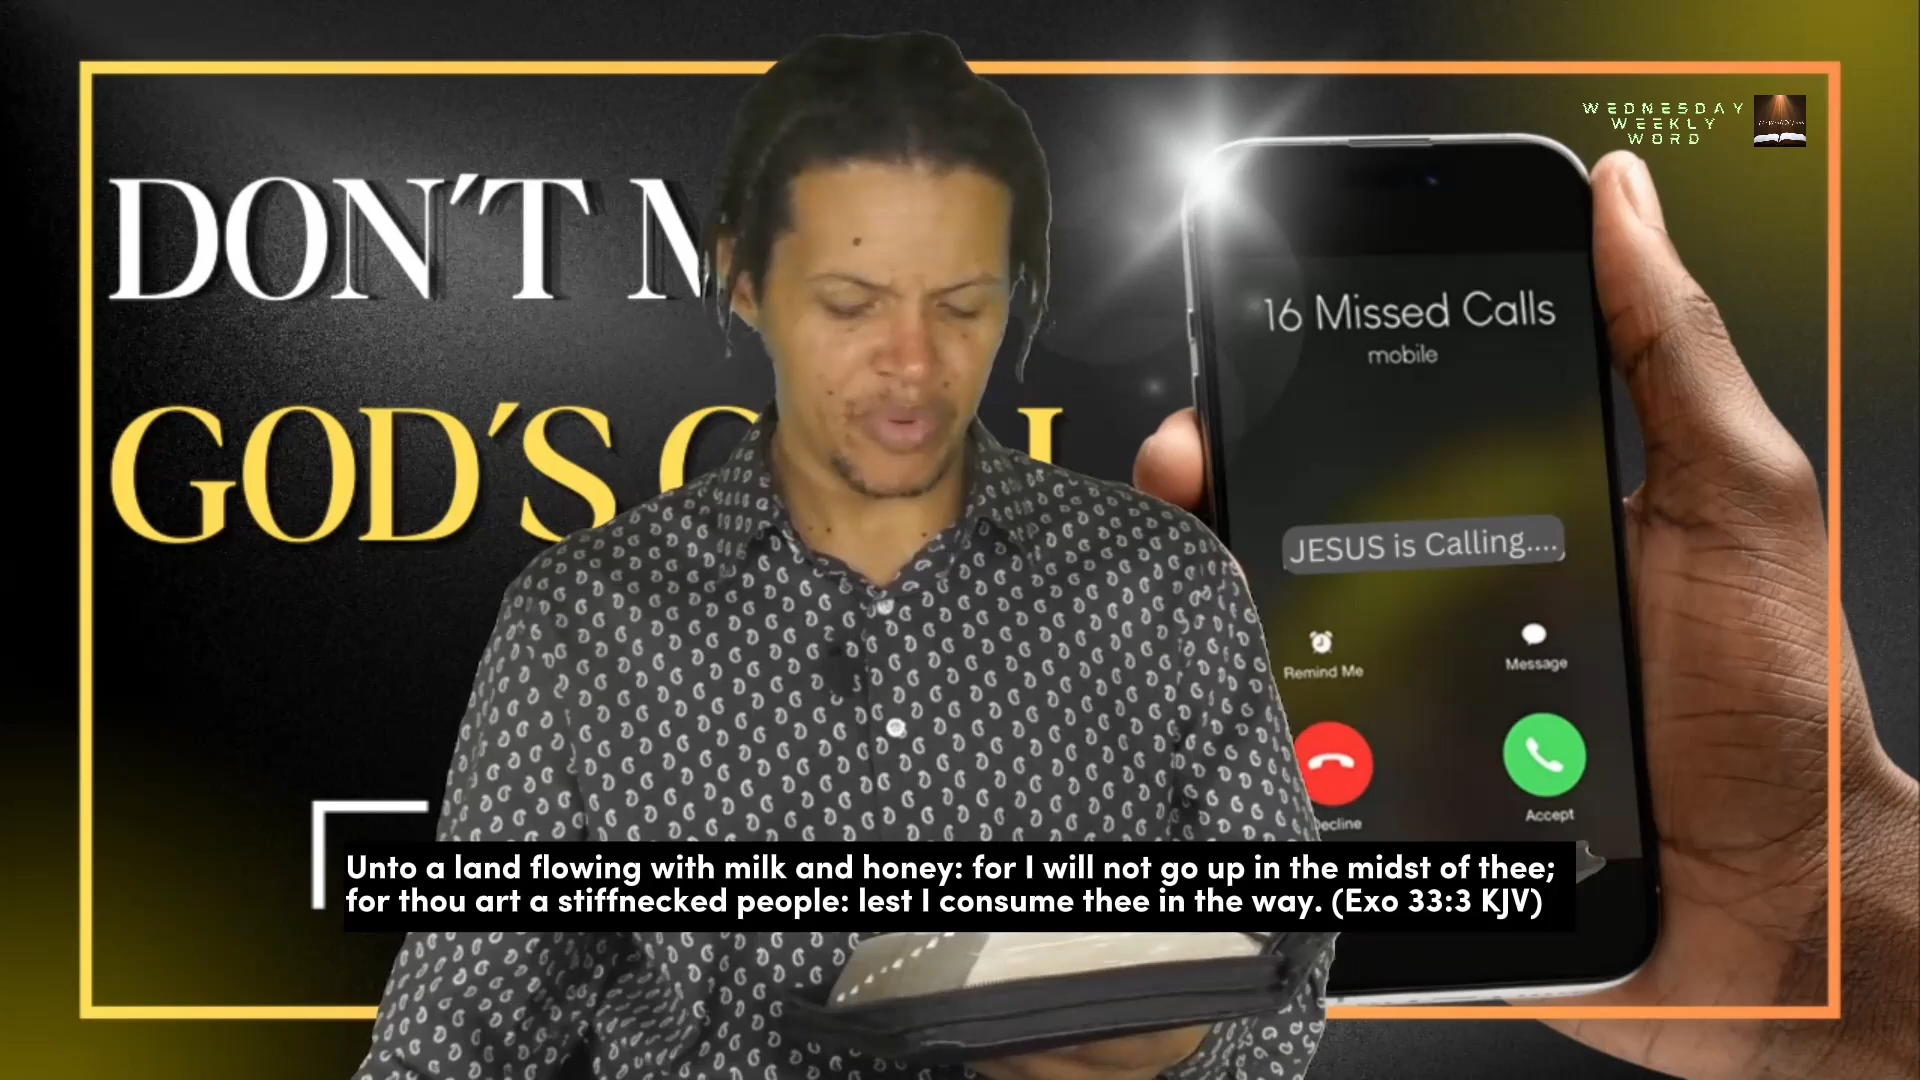 WEDNESDAY
WEEKLY
WORD
DON'T M
GOD'S
16 Missed Calls
mobile
JESUS is Calling....
Remind Me
Message
Decline
Accept
Unto a land flowing with milk and honey: for I will not go up in the midst of thee;
for thou art a stiffnecked people: lest I consume thee in the way. (Exo 33:3 KJV)